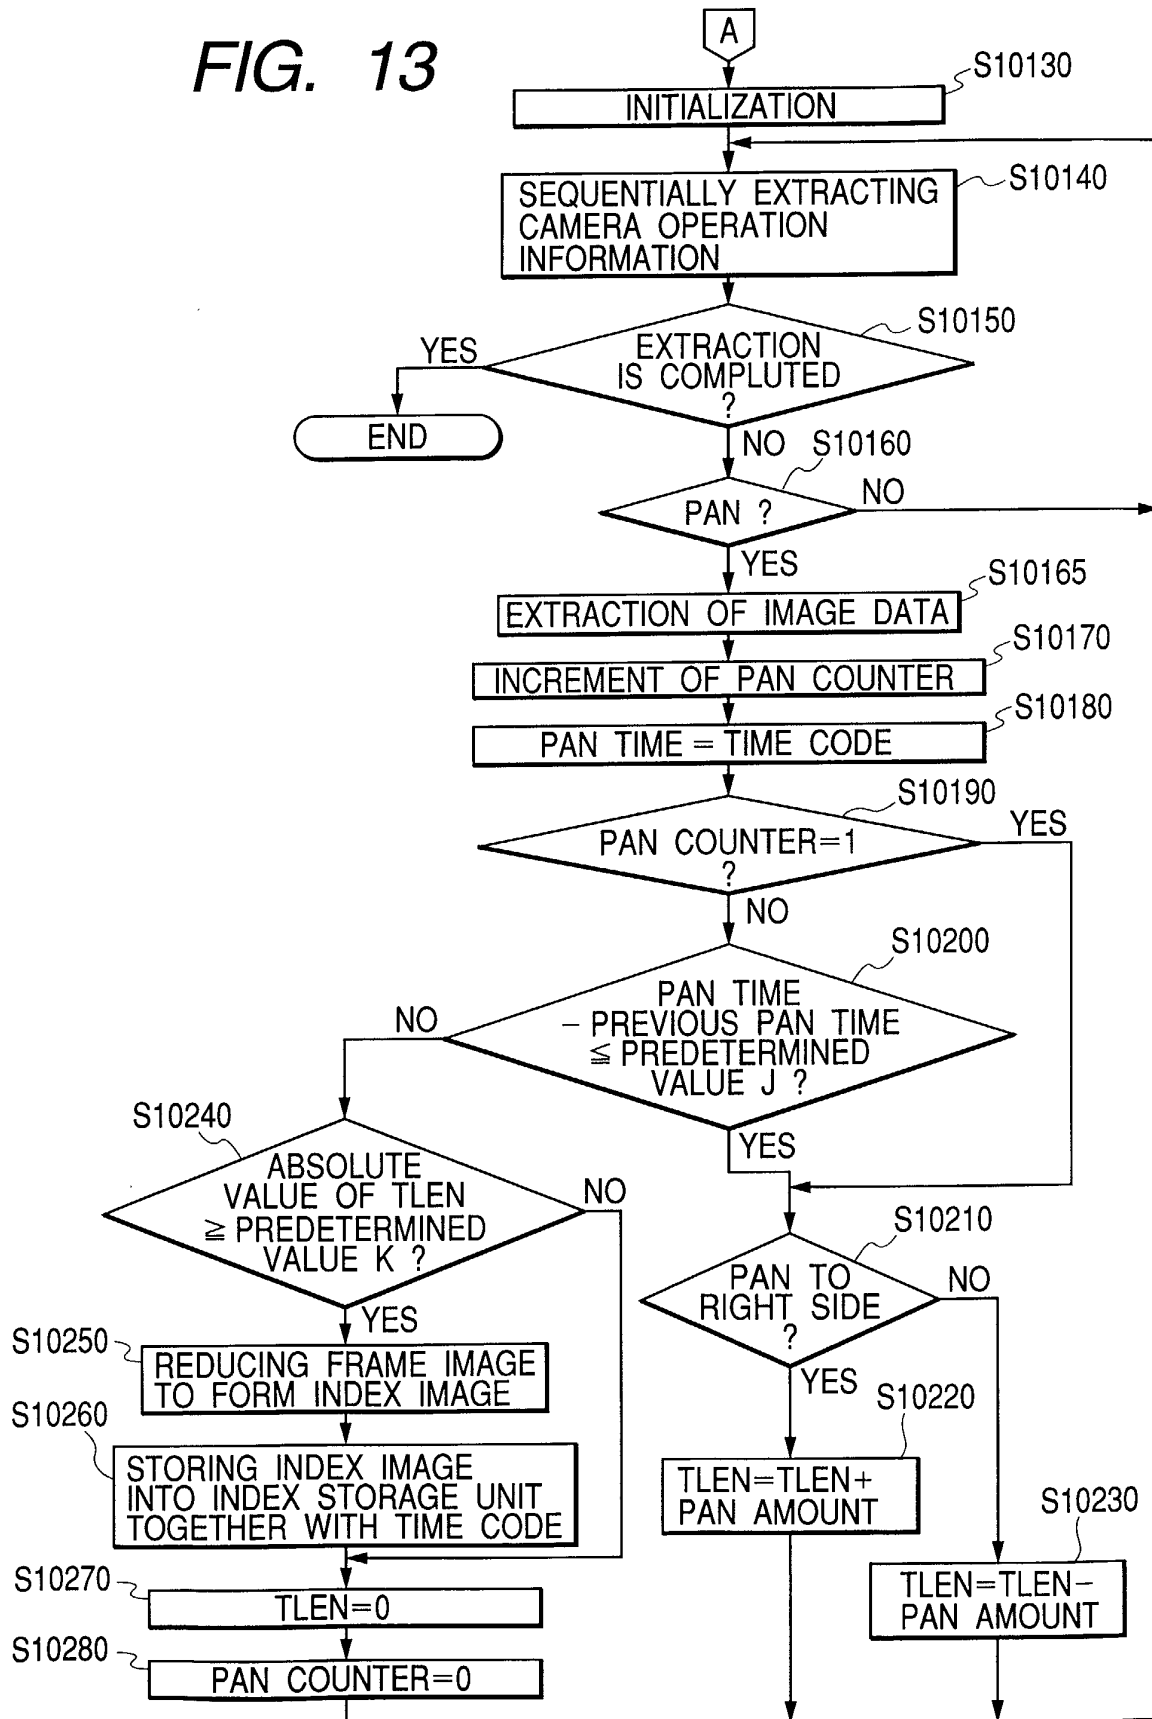 FIG. 13
A
S10130
INITIALIZATION
S10140
SEQUENTIALLY EXTRACTING
CAMERA OPERATION
INFORMATION
S10150
EXTRACTION
IS COMPLUTED
?
YES
END
NO
S10160
PAN ?
NO
YES
S10165
EXTRACTION OF IMAGE DATA
S10170
INCREMENT OF PAN COUNTER
S10180
PAN TIME = TIME CODE
S10190
PAN COUNTER=1
?
YES
NO
S10200
PAN TIME
− PREVIOUS PAN TIME
≦ PREDETERMINED
VALUE J ?
NO
YES
S10240
ABSOLUTE
VALUE OF TLEN
≧ PREDETERMINED
VALUE K ?
NO
YES
S10210
PAN TO
RIGHT SIDE
?
NO
YES
S10250
REDUCING FRAME IMAGE
TO FORM INDEX IMAGE
S10260
STORING INDEX IMAGE
INTO INDEX STORAGE UNIT
TOGETHER WITH TIME CODE
S10220
TLEN=TLEN+
PAN AMOUNT
S10230
TLEN=TLEN−
PAN AMOUNT
S10270
TLEN=0
S10280
PAN COUNTER=0